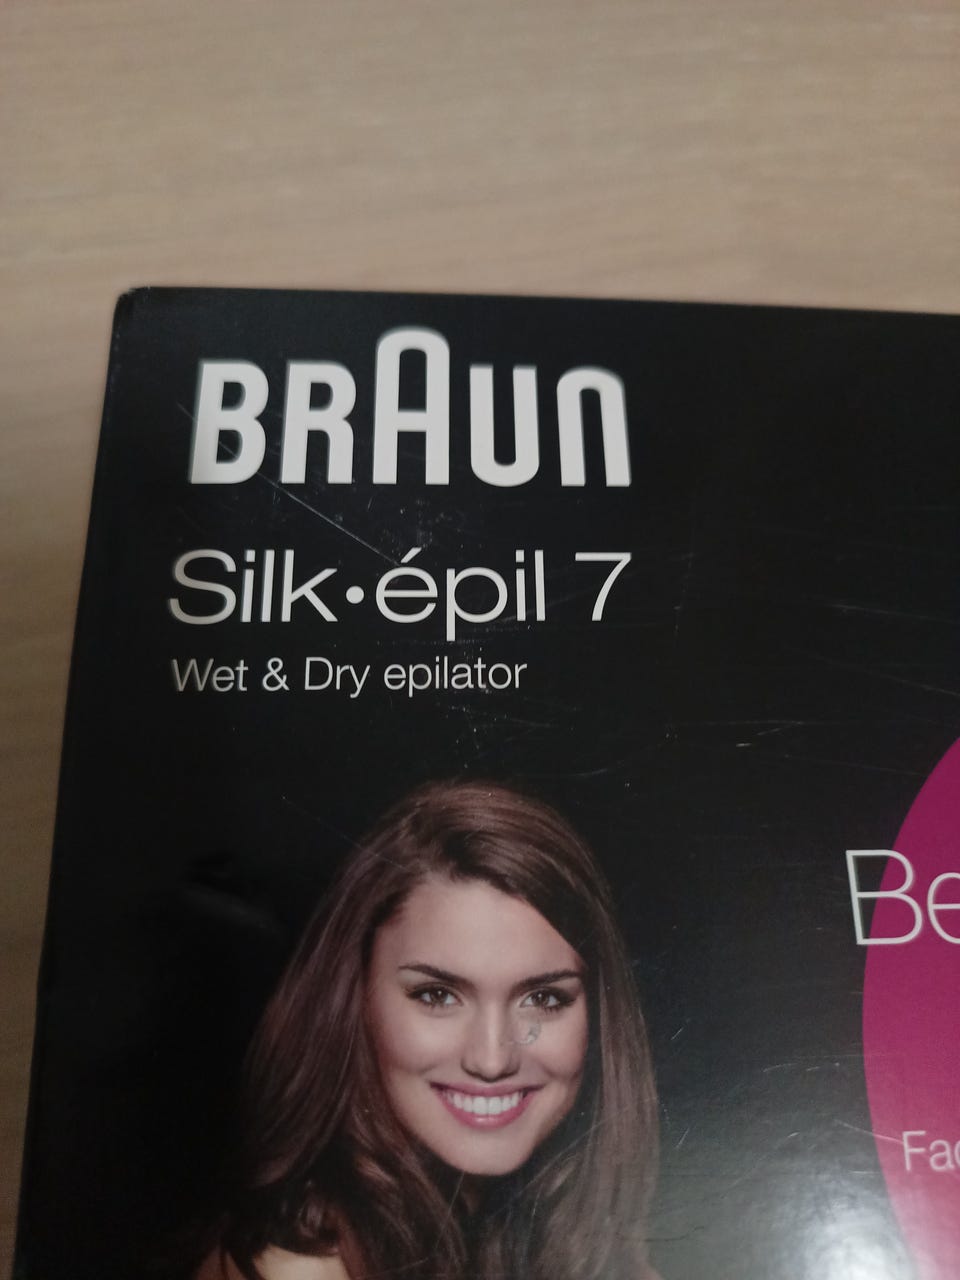 BRAUN
Silk·épil 7
Wet & Dry epilator